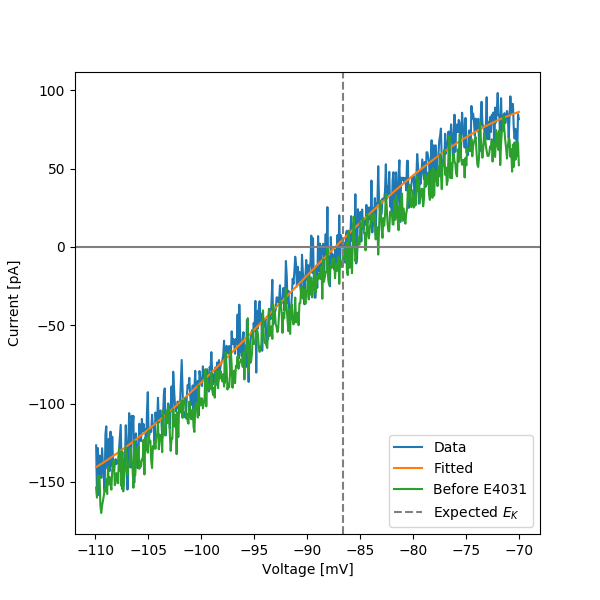 100
50
0
−50
−100
−150
Current [pA]
−110 −105 −100 −95 −90 −85 −80 −75 −70
Voltage [mV]
Data
Fitted
Before E4031
Expected E_K